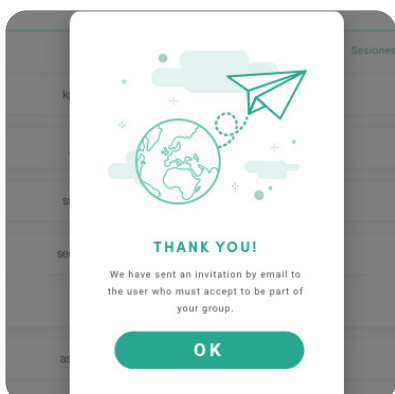 Sesiones
THANK YOU!
We have sent an invitation by email to
the user who must accept to be part of
your group.
OK